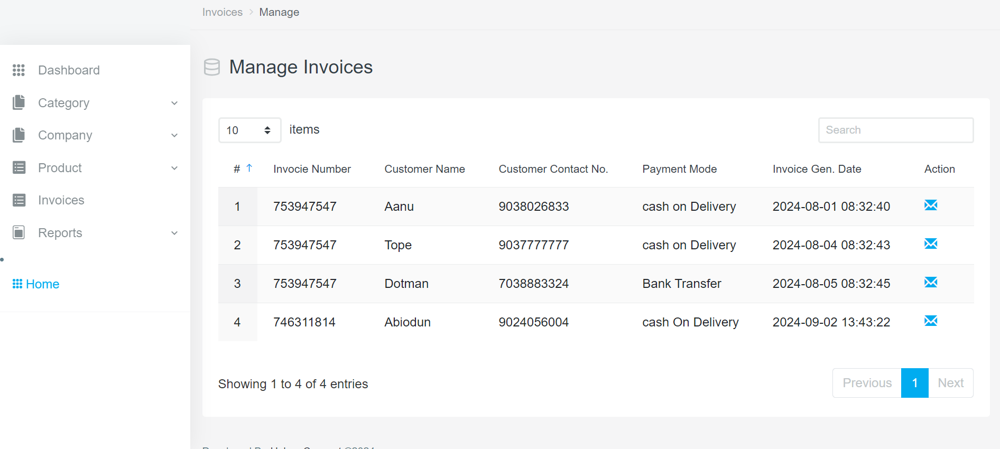 Invoices > Manage
Dashboard
Category
Company
Product
Invoices
Reports
Home
Manage Invoices
10 items
Search
# ↑ Invocie Number Customer Name Customer Contact No. Payment Mode Invoice Gen. Date Action
1 753947547 Aanu 9038026833 cash on Delivery 2024-08-01 08:32:40
2 753947547 Tope 9037777777 cash on Delivery 2024-08-04 08:32:43
3 753947547 Dotman 7038883324 Bank Transfer 2024-08-05 08:32:45
4 746311814 Abiodun 9024056004 cash On Delivery 2024-09-02 13:43:22
Showing 1 to 4 of 4 entries
Previous 1 Next